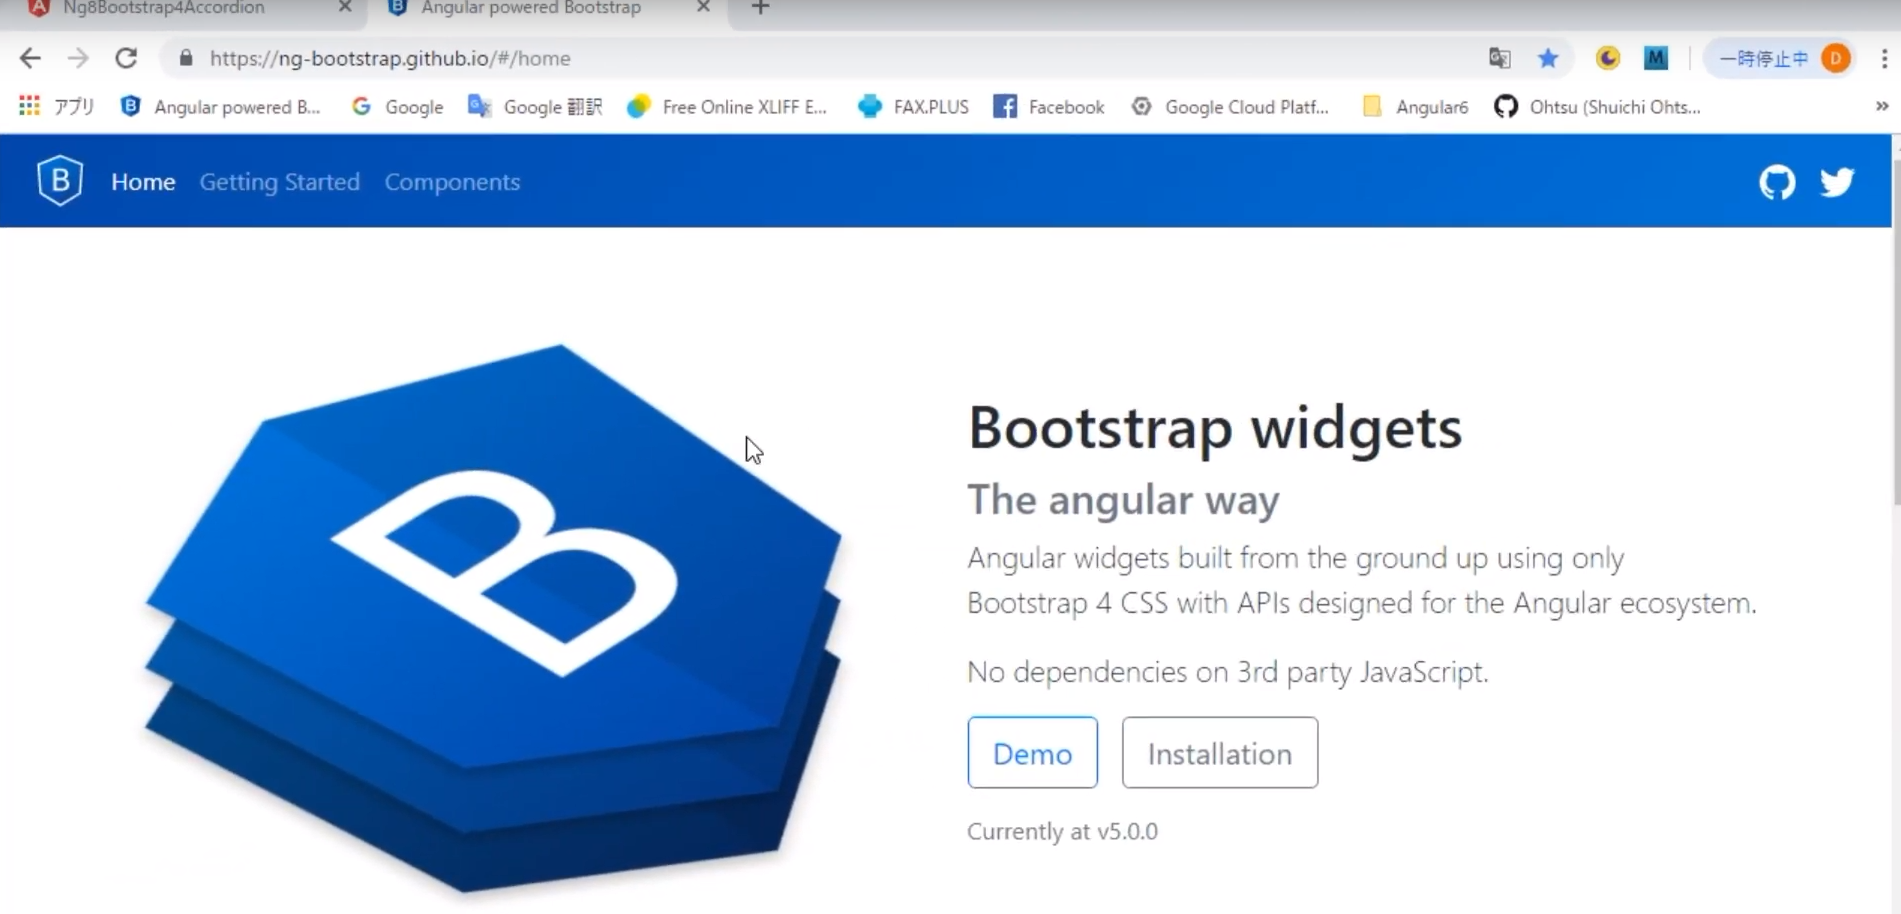 Ng8Bootstrap4Accordion
Angular powered Bootstrap
https://ng-bootstrap.github.io/#/home
M
一時停止中
D
アプリ
Angular powered B...
Google
Google 翻訳
Free Online XLIFF E...
FAX.PLUS
Facebook
Google Cloud Platf...
Angular6
Ohtsu (Shuichi Ohts...
»
B
Home
Getting Started
Components
B
Bootstrap widgets
The angular way
Angular widgets built from the ground up using only
Bootstrap 4 CSS with APIs designed for the Angular ecosystem.
No dependencies on 3rd party JavaScript.
Demo
Installation
Currently at v5.0.0